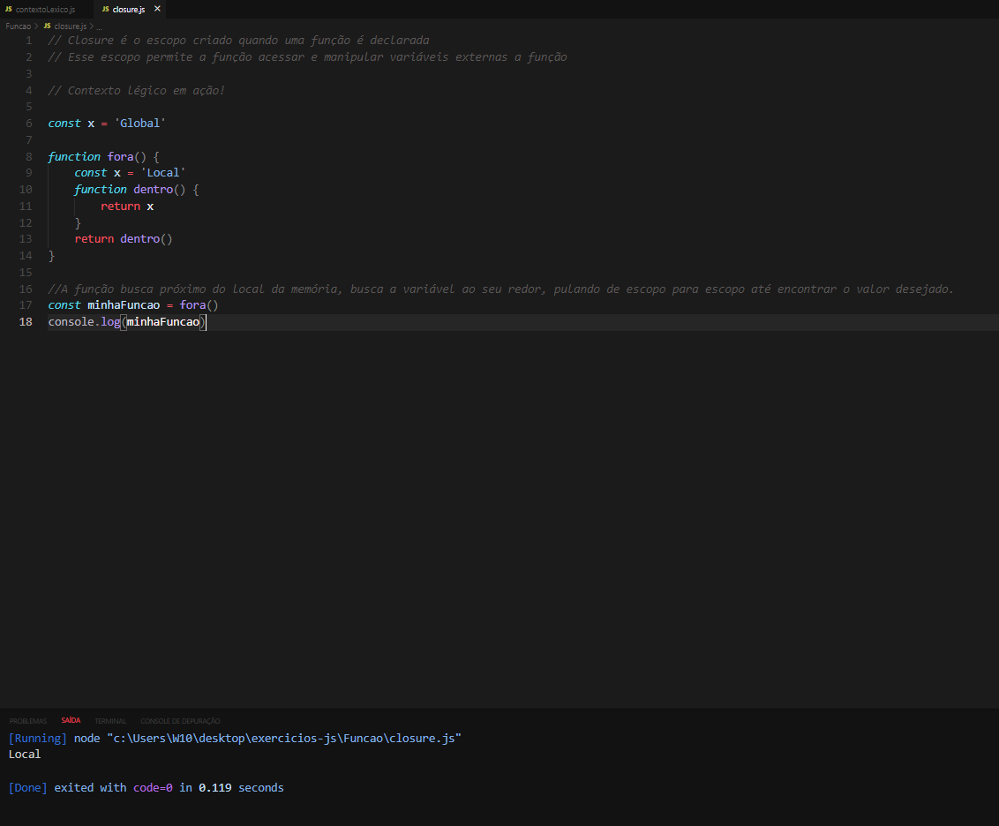 JS contextoLexico.js JS closure.js ×
Funcao > JS closure.js > ...
1 // Closure é o escopo criado quando uma função é declarada
2 // Esse escopo permite a função acessar e manipular variáveis externas a função
3
4 // Contexto légico em ação!
5
6 const x = 'Global'
7
8 function fora() {
9 const x = 'Local'
10 function dentro() {
11 return x
12 }
13 return dentro()
14 }
15
16 //A função busca próximo do local da memória, busca a variável ao seu redor, pulando de escopo para escopo até encontrar o valor desejado.
17 const minhaFuncao = fora()
18 console.log(minhaFuncao)
PROBLEMAS SAÍDA TERMINAL CONSOLE DE DEPURAÇÃO
[Running] node "c:\Users\W10\desktop\exercicios-js\Funcao\closure.js"
Local
[Done] exited with code=0 in 0.119 seconds